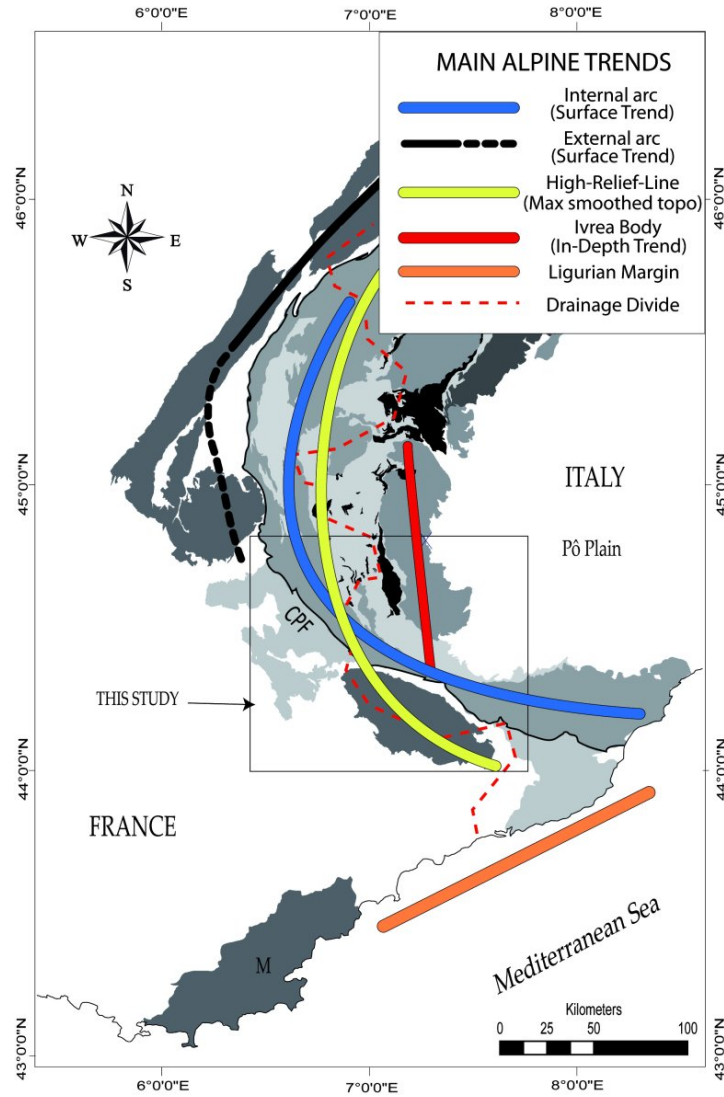 6°0'0"E
7°0'0"E
8°0'0"E
MAIN ALPINE TRENDS
Internal arc
(Surface Trend)
External arc
(Surface Trend)
High-Relief-Line
(Max smoothed topo)
Ivrea Body
(In-Depth Trend)
Ligurian Margin
Drainage Divide
N
W
E
S
46°0'0"N
46°0'0"N
ITALY
45°0'0"N
45°0'0"N
Pô Plain
CPF
THIS STUDY
44°0'0"N
44°0'0"N
FRANCE
Mediterranean Sea
M
Kilometers
0
25
50
100
43°0'0"N
43°0'0"N
6°0'0"E
7°0'0"E
8°0'0"E